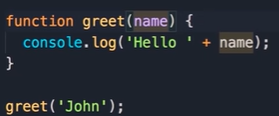 function greet(name) {
  console.log('Hello ' + name);
}

greet('John');